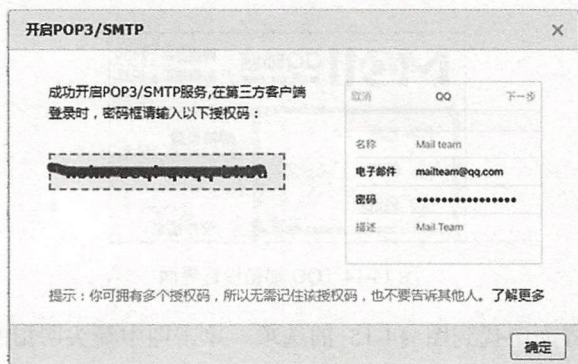 开启POP3/SMTP
成功开启POP3/SMTP服务,在第三方客户端
登录时，密码框请输入以下授权码：
取消 QQ 下一步
名称 Mail team
电子邮件 mailteam@qq.com
密码 ●●●●●●●●●●●●●●●●
描述 Mail Team
提示：你可拥有多个授权码，所以无需记住该授权码，也不要告诉其他人。了解更多
确定